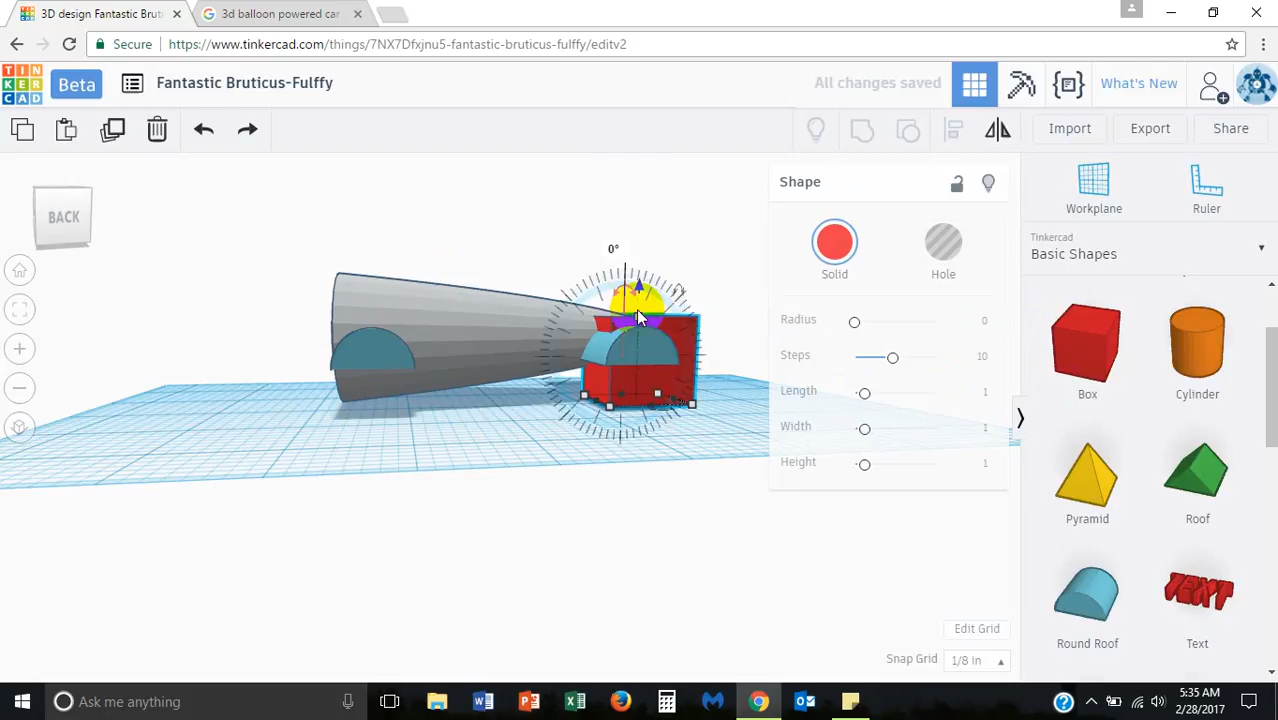 3D design Fantastic Bruti
3d balloon powered car
Secure
https://www.tinkercad.com/things/7NX7Dfxjnu5-fantastic-bruticus-fulffy/editv2
TIN
KER
CAD
Beta
Fantastic Bruticus-Fulffy
All changes saved
What's New
Import
Export
Share
BACK
0°
Shape
Solid
Hole
Radius
0
Steps
10
Length
1
Width
1
Height
1
Edit Grid
Snap Grid
1/8 in
Workplane
Ruler
Tinkercad
Basic Shapes
Box
Cylinder
Pyramid
Roof
TEXT
Round Roof
Text
Ask me anything
5:35 AM
2/28/2017